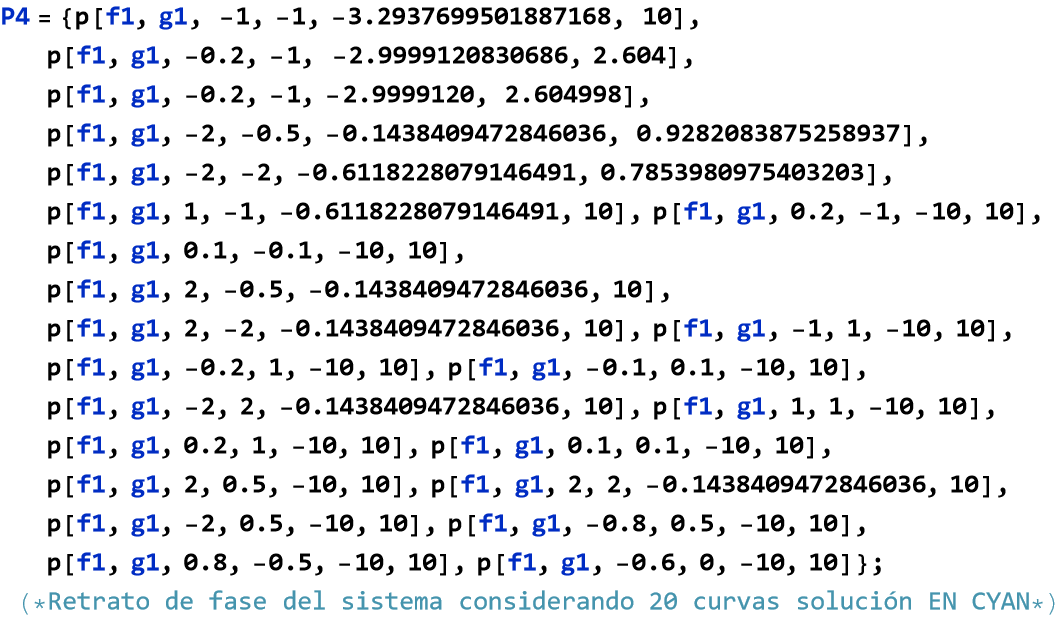 P4 = {p[f1, g1, -1, -1, -3.2937699501887168, 10],
p[f1, g1, -0.2, -1, -2.9999120830686, 2.604],
p[f1, g1, -0.2, -1, -2.9999120, 2.604998],
p[f1, g1, -2, -0.5, -0.1438409472846036, 0.9282083875258937],
p[f1, g1, -2, -2, -0.6118228079146491, 0.7853980975403203],
p[f1, g1, 1, -1, -0.6118228079146491, 10], p[f1, g1, 0.2, -1, -10, 10],
p[f1, g1, 0.1, -0.1, -10, 10],
p[f1, g1, 2, -0.5, -0.1438409472846036, 10],
p[f1, g1, 2, -2, -0.1438409472846036, 10], p[f1, g1, -1, 1, -10, 10],
p[f1, g1, -0.2, 1, -10, 10], p[f1, g1, -0.1, 0.1, -10, 10],
p[f1, g1, -2, 2, -0.1438409472846036, 10], p[f1, g1, 1, 1, -10, 10],
p[f1, g1, 0.2, 1, -10, 10], p[f1, g1, 0.1, 0.1, -10, 10],
p[f1, g1, 2, 0.5, -10, 10], p[f1, g1, 2, 2, -0.1438409472846036, 10],
p[f1, g1, -2, 0.5, -10, 10], p[f1, g1, -0.8, 0.5, -10, 10],
p[f1, g1, 0.8, -0.5, -10, 10], p[f1, g1, -0.6, 0, -10, 10]};
(*Retrato de fase del sistema considerando 20 curvas solución EN CYAN*)